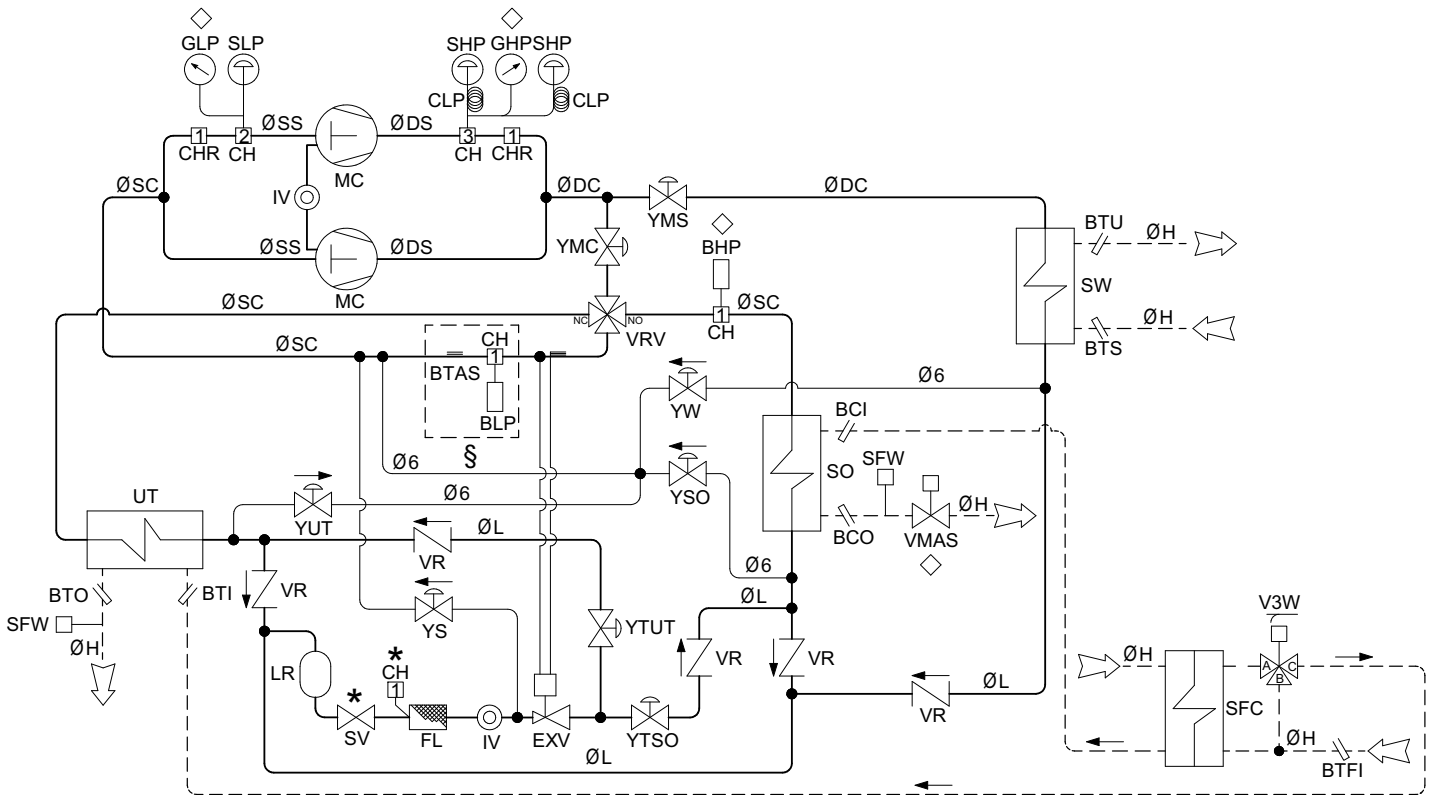 GLP SLP SHP GHP SHP
CLP CLP
ØSS ØDS
1 2 3 1
CHR CH MC CH CHR
ØSC IV ØDC YMS ØDC
ØSS ØDS YMC BHP BTU ØH
MC
ØSC NC NO VRV 1 ØSC SW
CH
ØSC CH 1 BTS ØH
BTAS
BLP
YW Ø6
§
Ø6 YSO BCI
SO SFW
UT YUT Ø6 BCO VMAS ØH
VR ØL
BTO BTI VR Ø6
SFW YS YTUT ØL V3W
ØH
* CH 1 VR VR ØH A C B
LR * ØL SFC
SV FL IV EXV YTSO VR
ØL ØH
BTFI